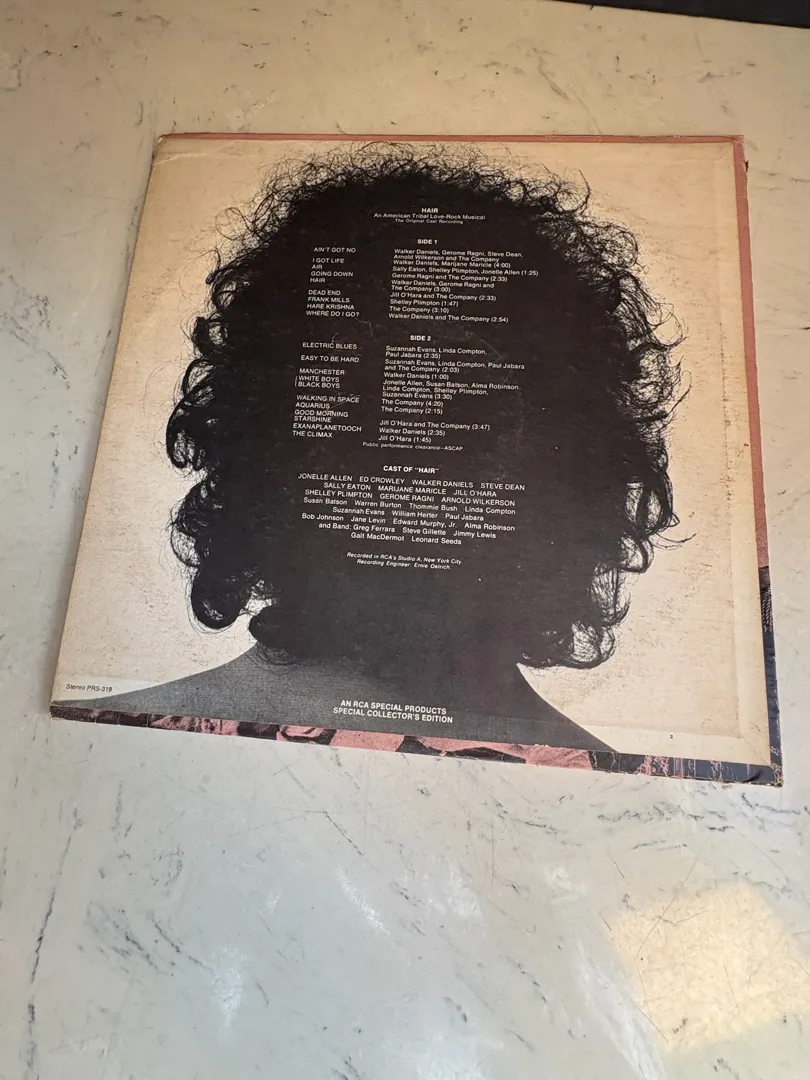 HAIR
An American Tribal Love-Rock Musical
The Original Cast Recording
SIDE 1
AIN'T GOT NO Walker Daniels, Gerome Ragni, Steve Dean,
Arnold Wilkerson and The Company
I GOT LIFE Walker Daniels, Marijane Maricle (4:00)
AIR Sally Eaton, Shelley Plimpton, Jonelle Allen (1:25)
GOING DOWN Gerome Ragni and The Company (2:33)
HAIR Walker Daniels, Gerome Ragni and
The Company (3:00)
DEAD END Jill O'Hara and The Company (2:33)
FRANK MILLS Shelley Plimpton (1:47)
HARE KRISHNA The Company (3:10)
WHERE DO I GO? Walker Daniels and The Company (2:54)
SIDE 2
ELECTRIC BLUES Suzannah Evans, Linda Compton,
Paul Jabara (2:35)
EASY TO BE HARD Suzannah Evans, Linda Compton, Paul Jabara
and The Company (2:03)
MANCHESTER Walker Daniels (1:00)
WHITE BOYS Jonelle Allen, Susan Batson, Alma Robinson
BLACK BOYS Linda Compton, Shelley Plimpton,
Suzannah Evans (3:30)
WALKING IN SPACE The Company (4:20)
AQUARIUS The Company (2:15)
GOOD MORNING
STARSHINE Jill O'Hara and The Company (3:47)
EXANAPLANETOOCH Walker Daniels (2:35)
THE CLIMAX Jill O'Hara (1:45)
Public performance clearance—ASCAP
CAST OF "HAIR"
JONELLE ALLEN ED CROWLEY WALKER DANIELS STEVE DEAN
SALLY EATON MARIJANE MARICLE JILL O'HARA
SHELLEY PLIMPTON GEROME RAGNI ARNOLD WILKERSON
Susan Batson Warren Burton Thommie Bush Linda Compton
Suzannah Evans William Herter Paul Jabara
Bob Johnson Jane Levin Edward Murphy, Jr. Alma Robinson
and Band: Greg Ferrara Steve Gillette Jimmy Lewis
Galt MacDermot Leonard Seeds
Recorded in RCA's Studio A, New York City
Recording Engineer: Ernie Oelrich
Stereo PRS-319
AN RCA SPECIAL PRODUCTS
SPECIAL COLLECTOR'S EDITION
2